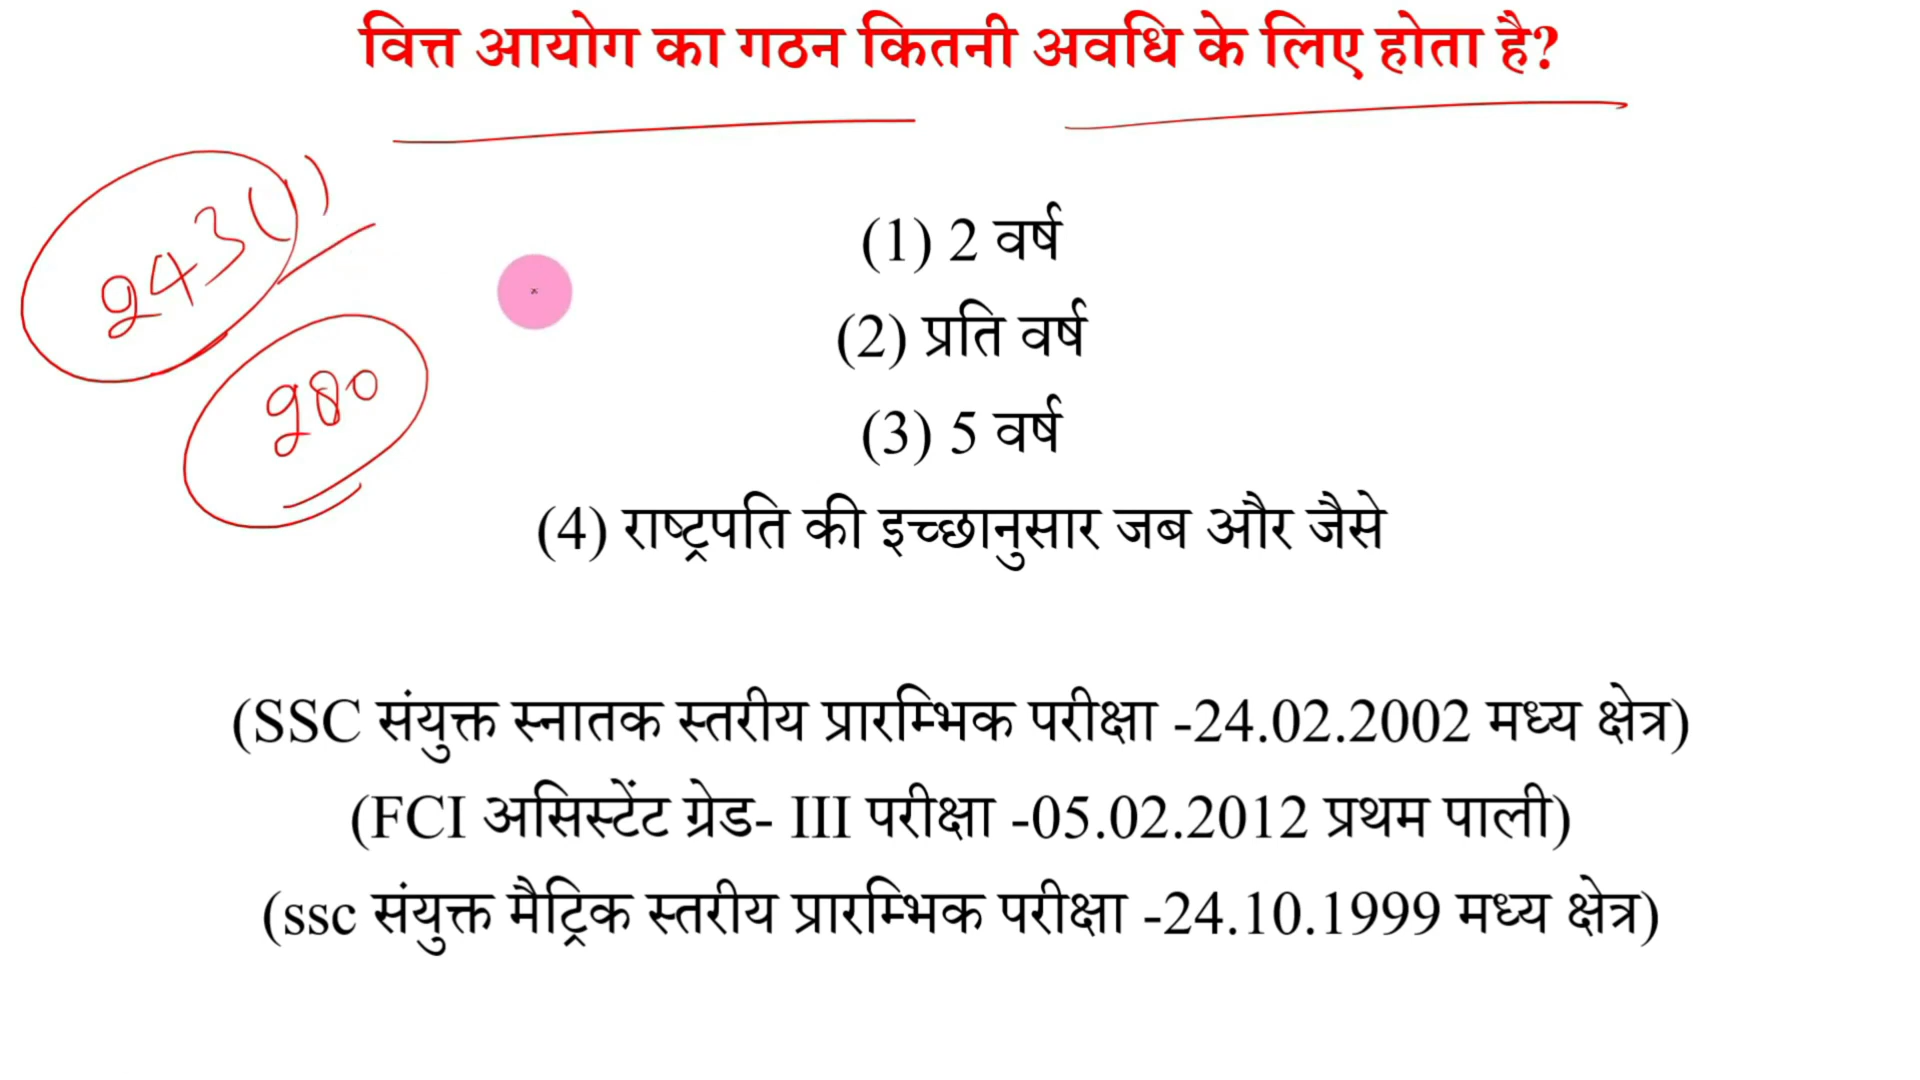 वित्त आयोग का गठन कितनी अवधि के लिए होता है?
243(I)
280
(1) 2 वर्ष
(2) प्रति वर्ष
(3) 5 वर्ष
(4) राष्ट्रपति की इच्छानुसार जब और जैसे
(SSC संयुक्त स्नातक स्तरीय प्रारम्भिक परीक्षा -24.02.2002 मध्य क्षेत्र)
(FCI असिस्टेंट ग्रेड- III परीक्षा -05.02.2012 प्रथम पाली)
(ssc संयुक्त मैट्रिक स्तरीय प्रारम्भिक परीक्षा -24.10.1999 मध्य क्षेत्र)